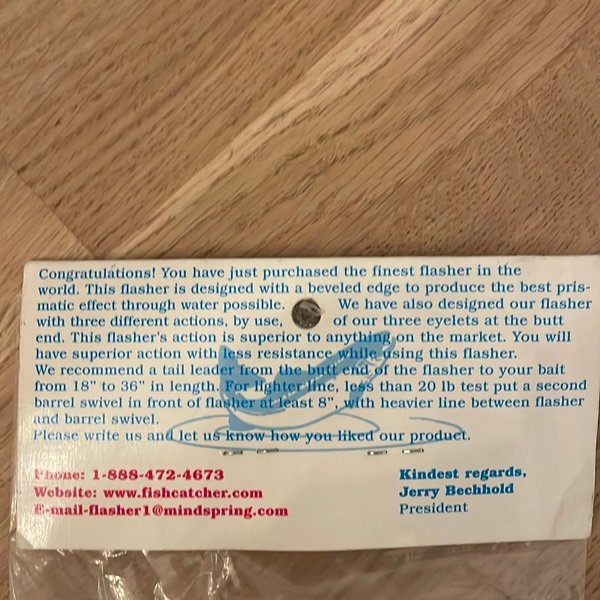 Congratulations! You have just purchased the finest flasher in the
world. This flasher is designed with a beveled edge to produce the best pris-
matic effect through water possible. We have also designed our flasher
with three different actions, by use, of our three eyelets at the butt
end. This flasher's action is superior to anything on the market. You will
have superior action with less resistance while using this flasher.
We recommend a tail leader from the butt end of the flasher to your bait
from 18" to 36" in length. For lighter line, less than 20 lb test put a second
barrel swivel in front of flasher at least 8", with heavier line between flasher
and barrel swivel.
Please write us and let us know how you liked our product.
Phone: 1-888-472-4673
Website: www.fishcatcher.com
E-mail-flasher1@mindspring.com
Kindest regards,
Jerry Bechhold
President